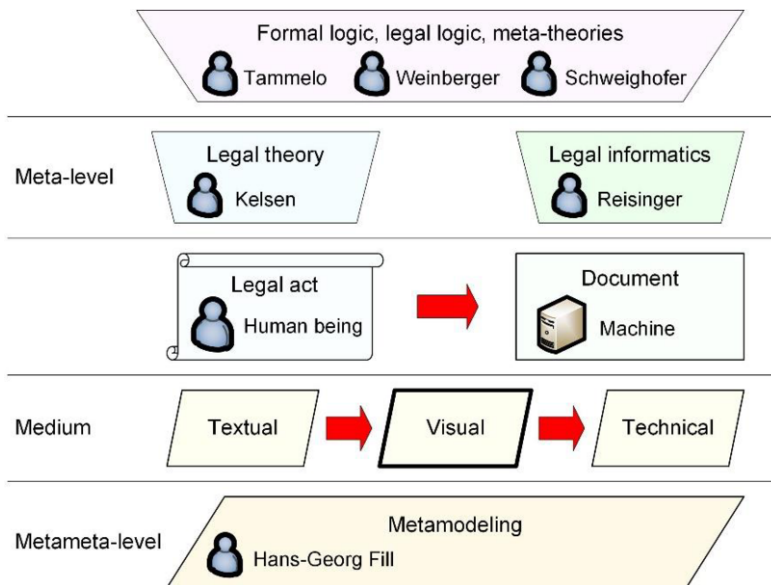 Formal logic, legal logic, meta-theories
Tammelo Weinberger Schweighofer
Meta-level
Legal theory
Kelsen
Legal informatics
Reisinger
Legal act
Human being
Document
Machine
Medium
Textual
Visual
Technical
Metameta-level
Metamodeling
Hans-Georg Fill